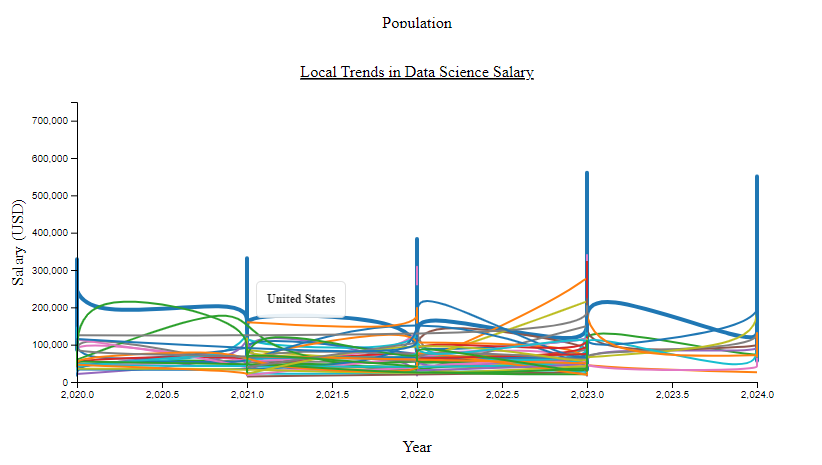 Population
Local Trends in Data Science Salary
700,000
600,000
500,000
400,000
300,000
200,000
100,000
0
Salary (USD)
United States
2,020.0 2,020.5 2,021.0 2,021.5 2,022.0 2,022.5 2,023.0 2,023.5 2,024.0
Year